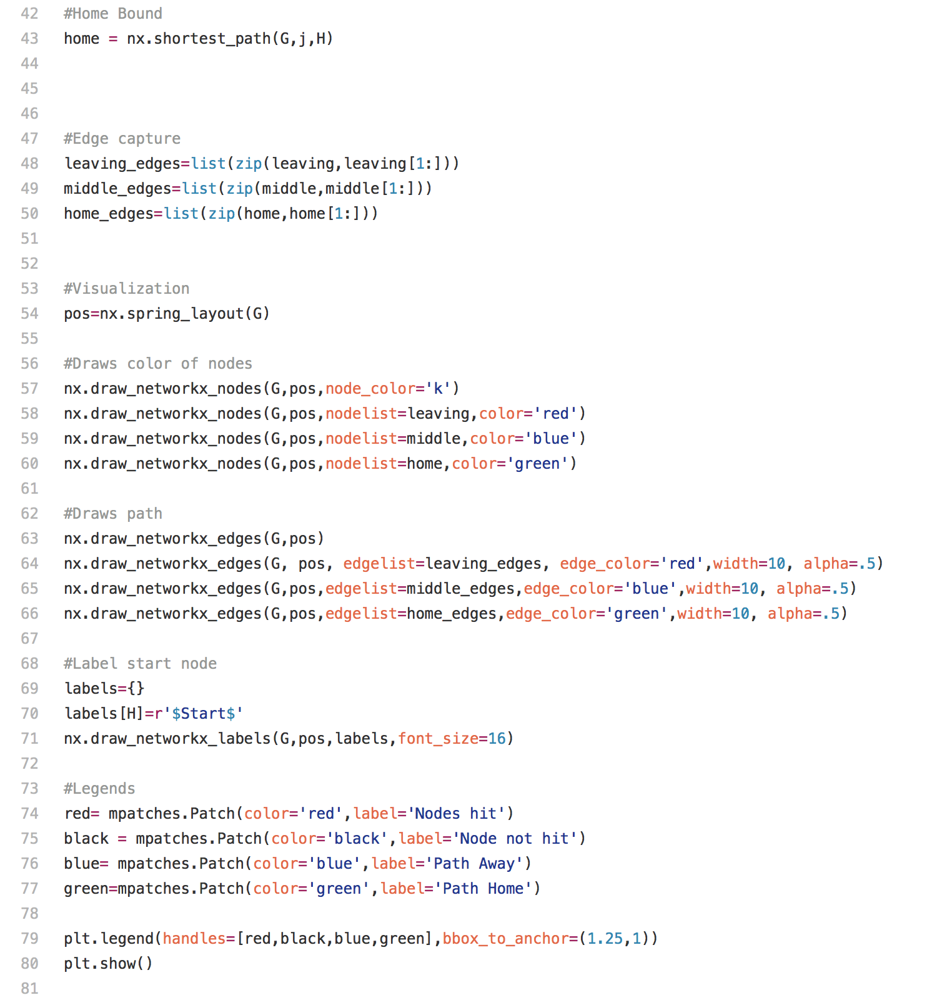 42 #Home Bound
43 home = nx.shortest_path(G,j,H)
44
45
46
47 #Edge capture
48 leaving_edges=list(zip(leaving,leaving[1:]))
49 middle_edges=list(zip(middle,middle[1:]))
50 home_edges=list(zip(home,home[1:]))
51
52
53 #Visualization
54 pos=nx.spring_layout(G)
55
56 #Draws color of nodes
57 nx.draw_networkx_nodes(G,pos,node_color='k')
58 nx.draw_networkx_nodes(G,pos,nodelist=leaving,color='red')
59 nx.draw_networkx_nodes(G,pos,nodelist=middle,color='blue')
60 nx.draw_networkx_nodes(G,pos,nodelist=home,color='green')
61
62 #Draws path
63 nx.draw_networkx_edges(G,pos)
64 nx.draw_networkx_edges(G, pos, edgelist=leaving_edges, edge_color='red',width=10, alpha=.5)
65 nx.draw_networkx_edges(G,pos,edgelist=middle_edges,edge_color='blue',width=10, alpha=.5)
66 nx.draw_networkx_edges(G,pos,edgelist=home_edges,edge_color='green',width=10, alpha=.5)
67
68 #Label start node
69 labels={}
70 labels[H]=r'$Start$'
71 nx.draw_networkx_labels(G,pos,labels,font_size=16)
72
73 #Legends
74 red= mpatches.Patch(color='red',label='Nodes hit')
75 black = mpatches.Patch(color='black',label='Node not hit')
76 blue= mpatches.Patch(color='blue',label='Path Away')
77 green=mpatches.Patch(color='green',label='Path Home')
78
79 plt.legend(handles=[red,black,blue,green],bbox_to_anchor=(1.25,1))
80 plt.show()
81